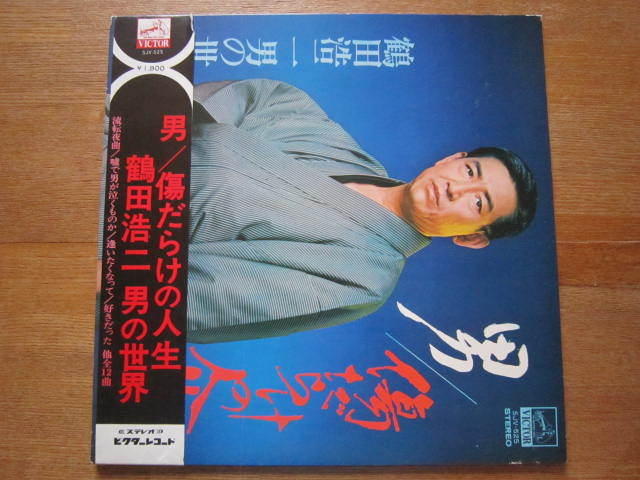 VICTOR
SJV-525
¥1,800
男/傷だらけの人生
鶴田浩二 男の世界
流転夜曲/嘘で男が泣くものか/逢いたくなって/好きだった 他全12曲
ステレオ
ビクターレコード
鶴田浩二 男の世
男/
傷だらけの人
VICTOR
SJV-525
STEREO